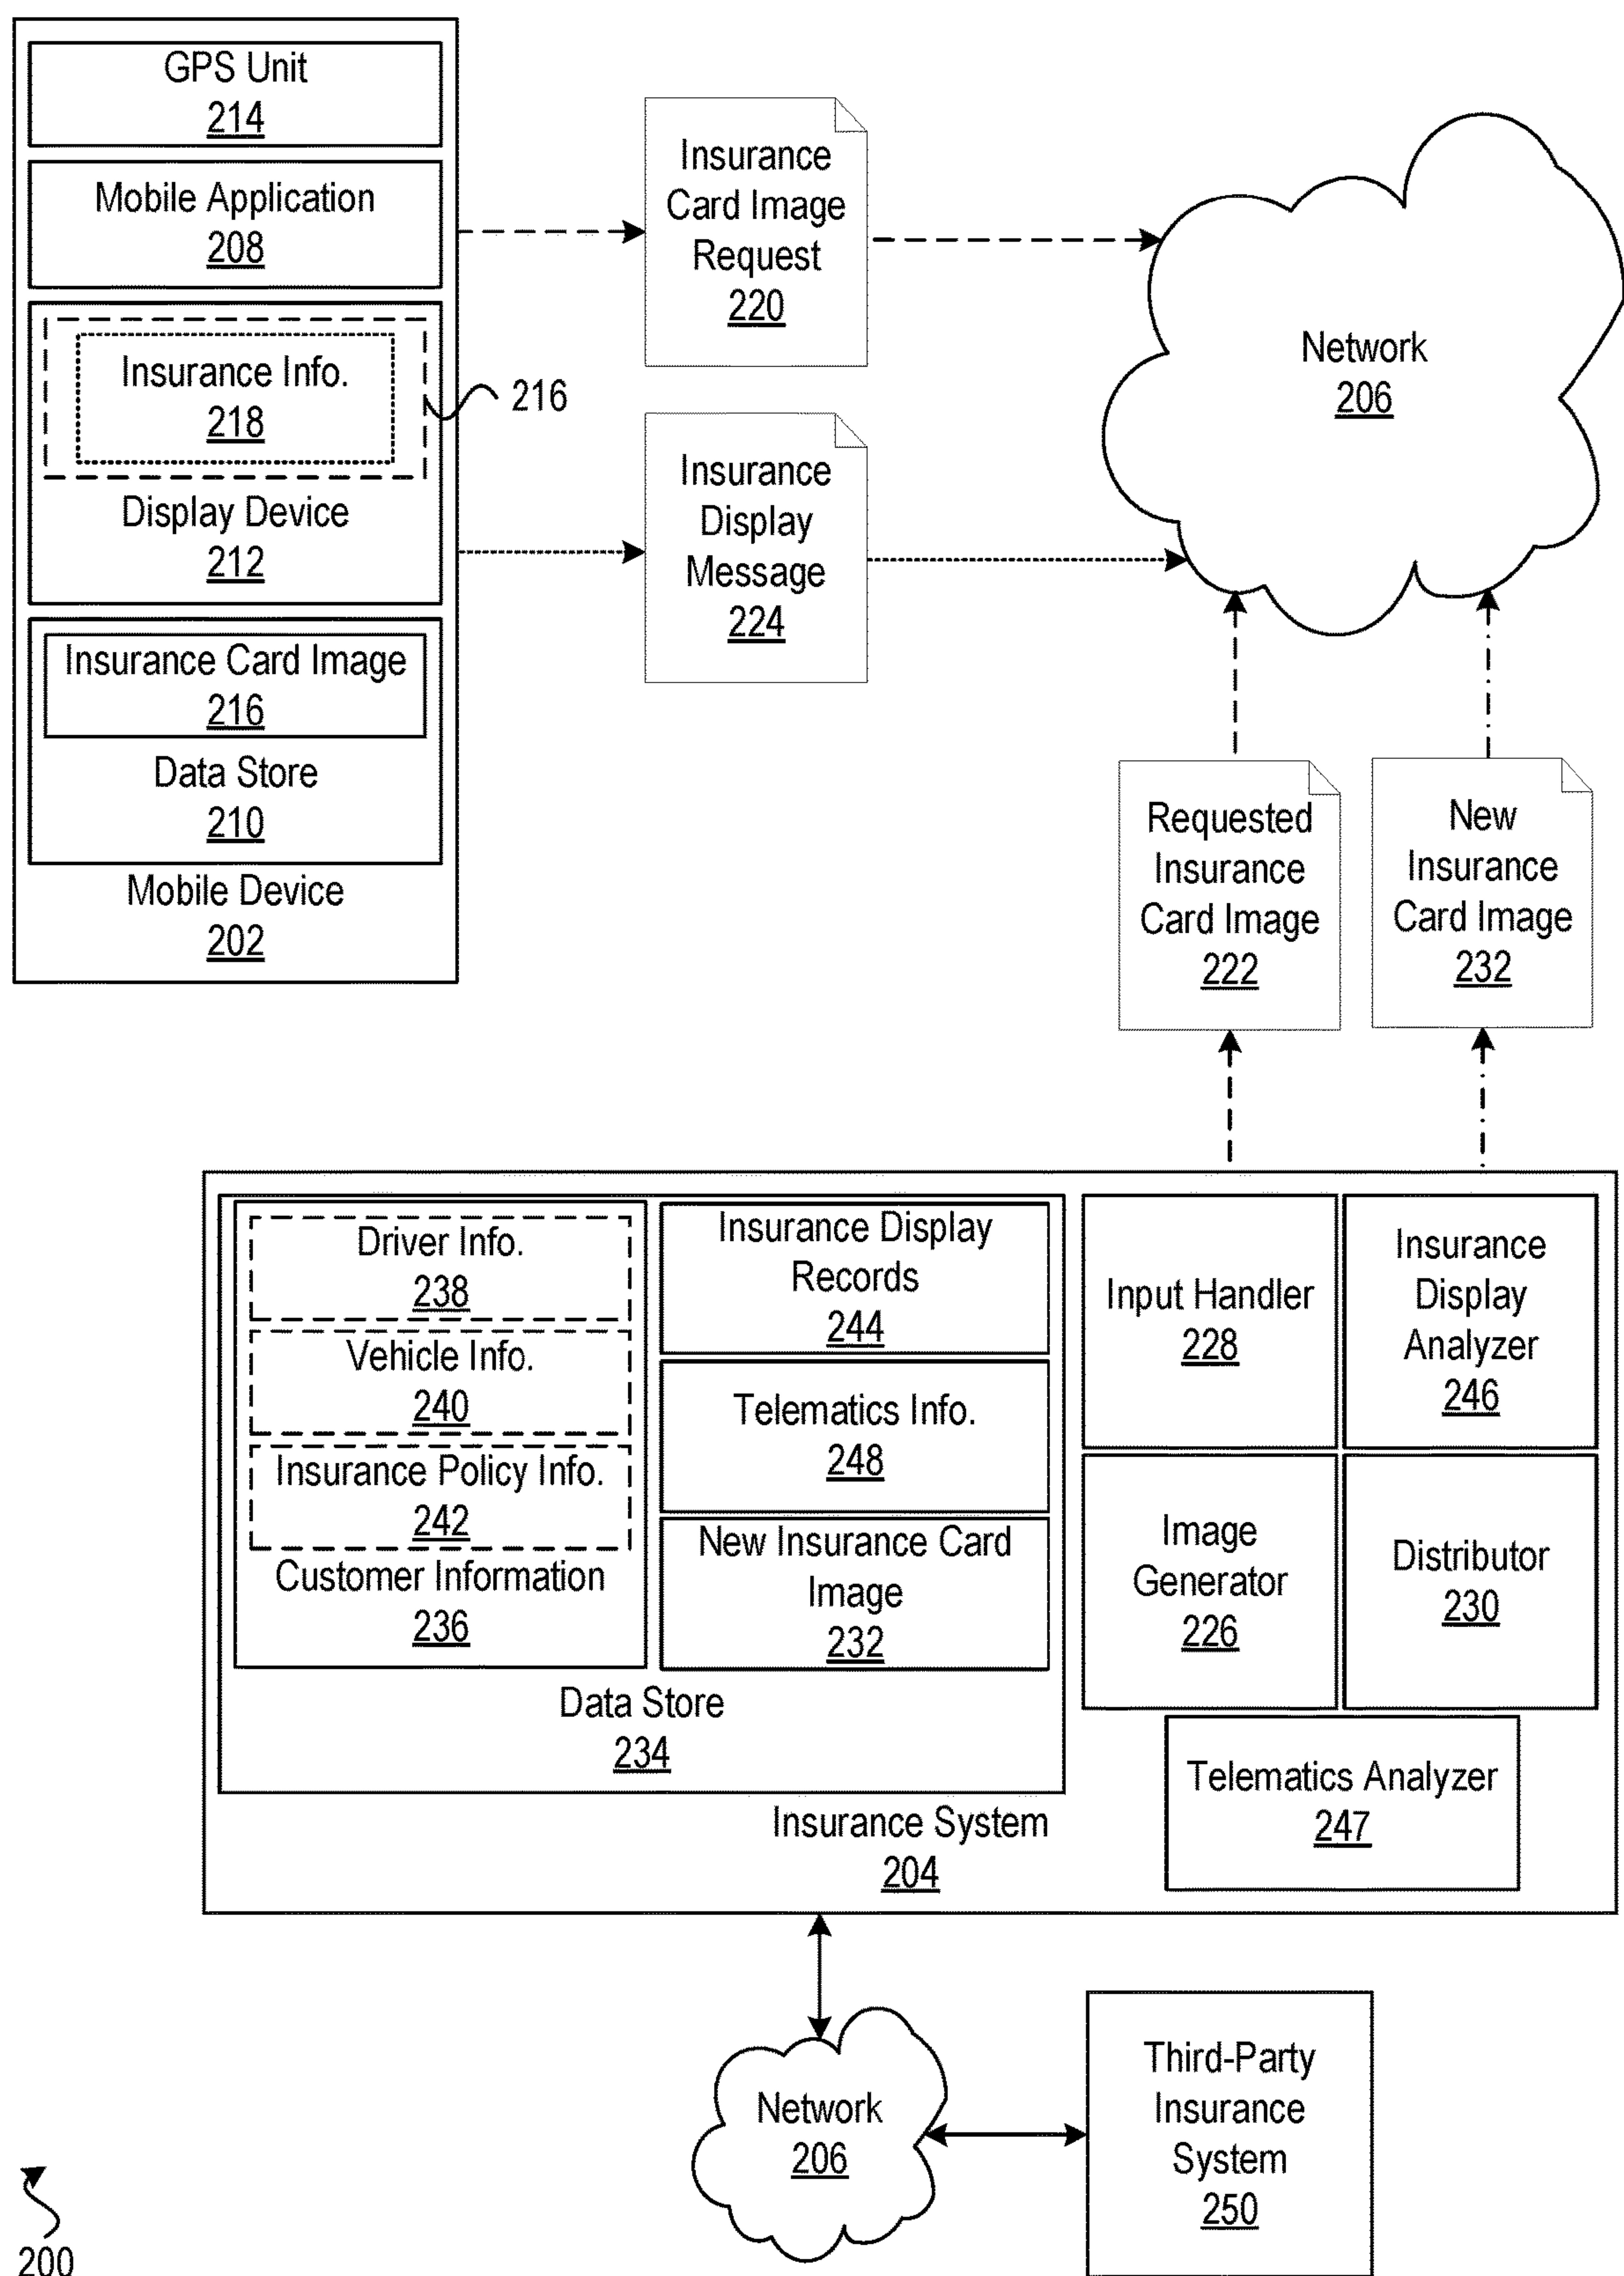 GPS Unit
214
Mobile Application
208
Insurance Info.
218
216
Display Device
212
Insurance Card Image
216
Data Store
210
Mobile Device
202
Insurance
Card Image
Request
220
Insurance
Display
Message
224
Network
206
Requested
Insurance
Card Image
222
New
Insurance
Card Image
232
Driver Info.
238
Vehicle Info.
240
Insurance Policy Info.
242
Customer Information
236
Insurance Display
Records
244
Telematics Info.
248
New Insurance Card
Image
232
Data Store
234
Input Handler
228
Insurance
Display
Analyzer
246
Image
Generator
226
Distributor
230
Telematics Analyzer
247
Insurance System
204
Network
206
Third-Party
Insurance
System
250
200